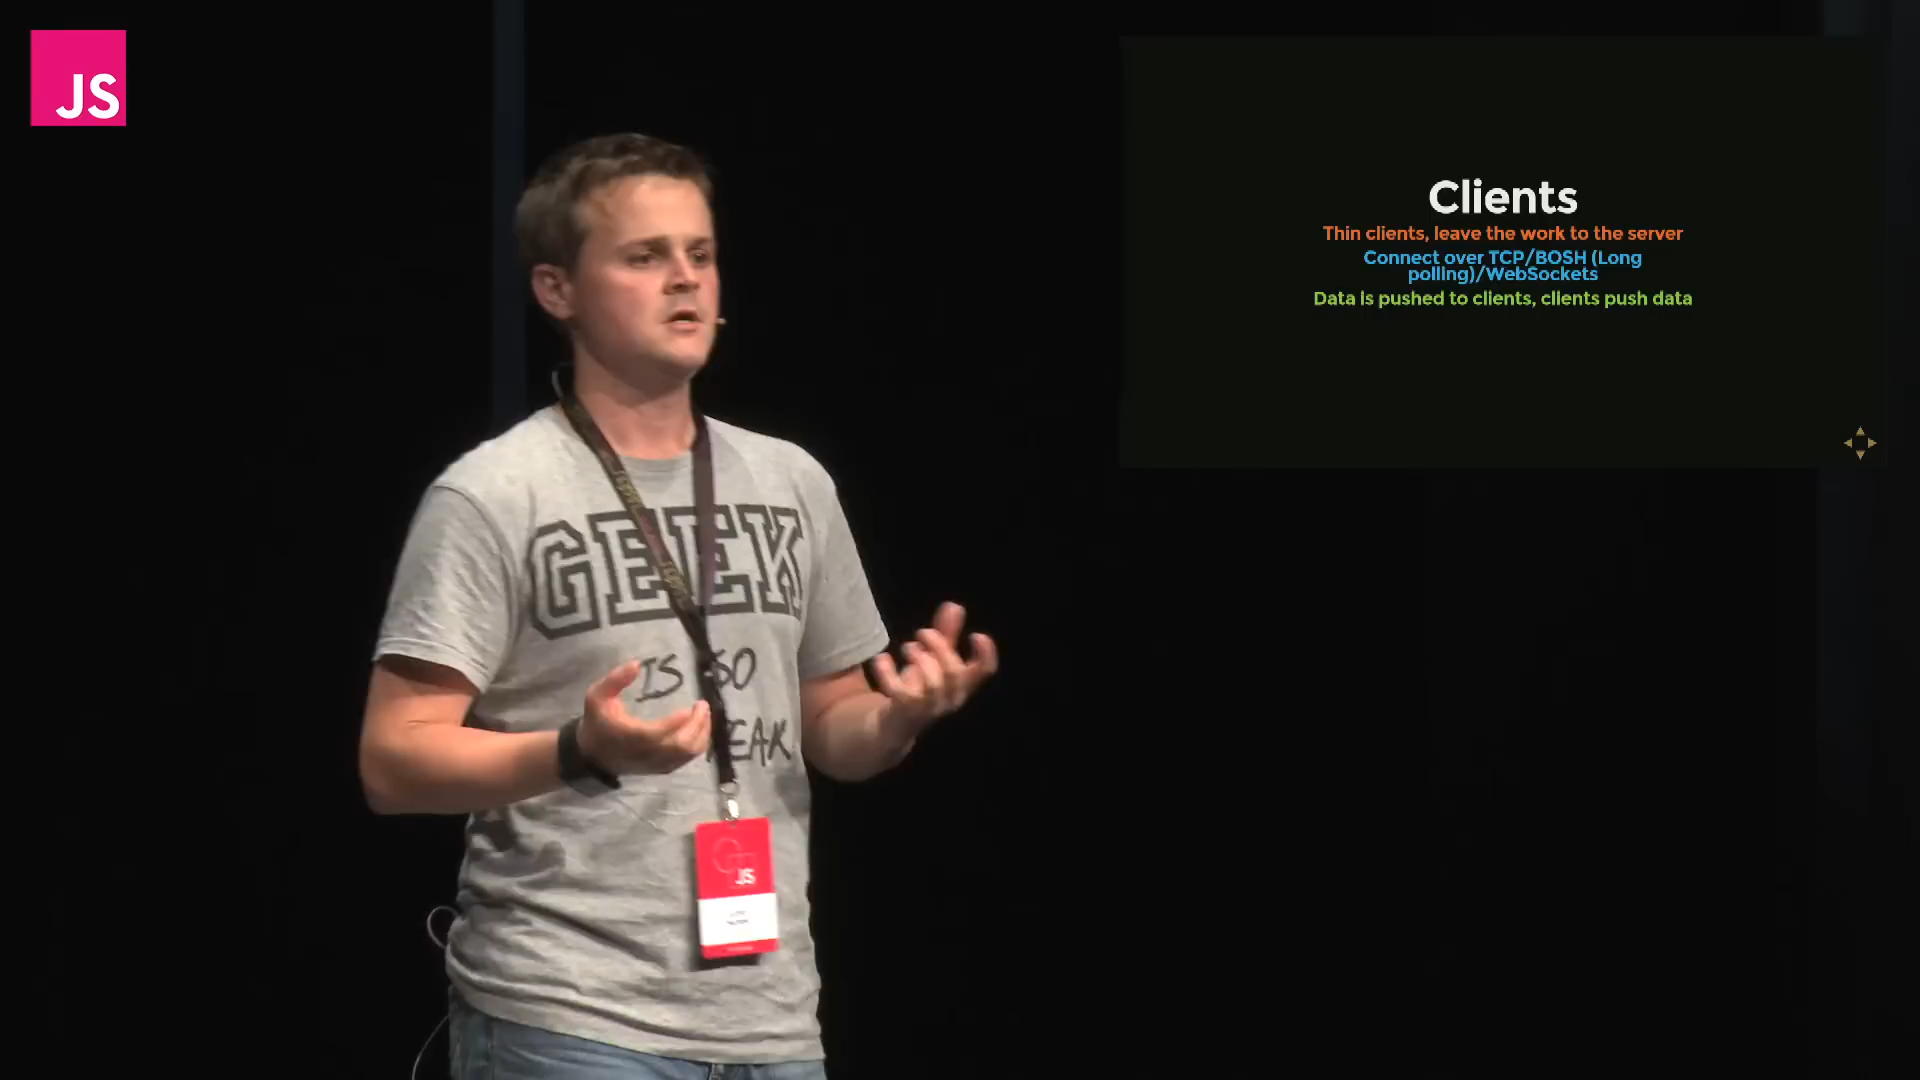 JS
Clients
Thin clients, leave the work to the server
Connect over TCP/BOSH (Long
polling)/WebSockets
Data is pushed to clients, clients push data
GEEK
IS SO
JS